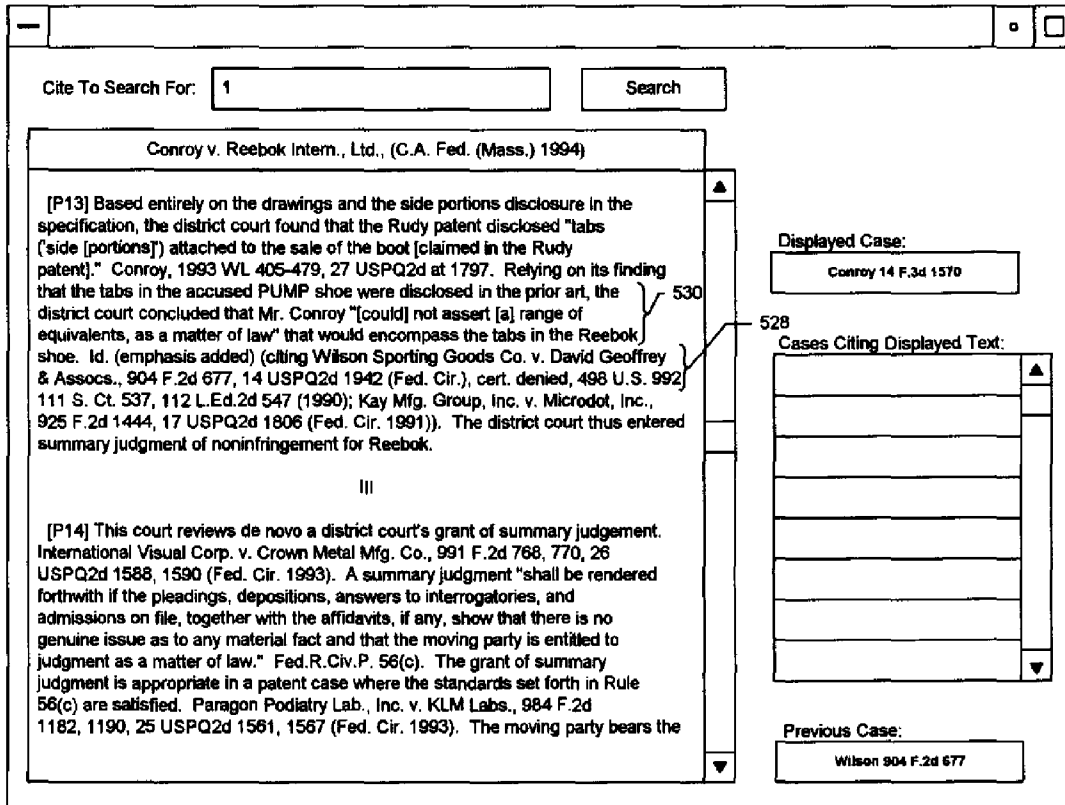 Cite To Search For: 1 Search
Conroy v. Reebok Intern., Ltd., (C.A. Fed. (Mass.) 1994)
[P13] Based entirely on the drawings and the side portions disclosure in the
specification, the district court found that the Rudy patent disclosed "tabs
('side [portions]') attached to the sale of the boot [claimed in the Rudy
patent]." Conroy, 1993 WL 405-479, 27 USPQ2d at 1797. Relying on its finding
that the tabs in the accused PUMP shoe were disclosed in the prior art, the
district court concluded that Mr. Conroy "[could] not assert [a] range of
equivalents, as a matter of law" that would encompass the tabs in the Reebok
shoe. Id. (emphasis added) (citing Wilson Sporting Goods Co. v. David Geoffrey
& Assocs., 904 F.2d 677, 14 USPQ2d 1942 (Fed. Cir.), cert. denied, 498 U.S. 992
111 S. Ct. 537, 112 L.Ed.2d 547 (1990); Kay Mfg. Group, Inc. v. Microdot, Inc.,
925 F.2d 1444, 17 USPQ2d 1806 (Fed. Cir. 1991)). The district court thus entered
summary judgment of noninfringement for Reebok.
III
[P14] This court reviews de novo a district court's grant of summary judgement.
International Visual Corp. v. Crown Metal Mfg. Co., 991 F.2d 768, 770, 26
USPQ2d 1588, 1590 (Fed. Cir. 1993). A summary judgment "shall be rendered
forthwith if the pleadings, depositions, answers to interrogatories, and
admissions on file, together with the affidavits, if any, show that there is no
genuine issue as to any material fact and that the moving party is entitled to
judgment as a matter of law." Fed.R.Civ.P. 56(c). The grant of summary
judgment is appropriate in a patent case where the standards set forth in Rule
56(c) are satisfied. Paragon Podiatry Lab., Inc. v. KLM Labs., 984 F.2d
1182, 1190, 25 USPQ2d 1561, 1567 (Fed. Cir. 1993). The moving party bears the
530
528
Displayed Case:
Conroy 14 F.3d 1570
Cases Citing Displayed Text:
Previous Case:
Wilson 904 F.2d 677